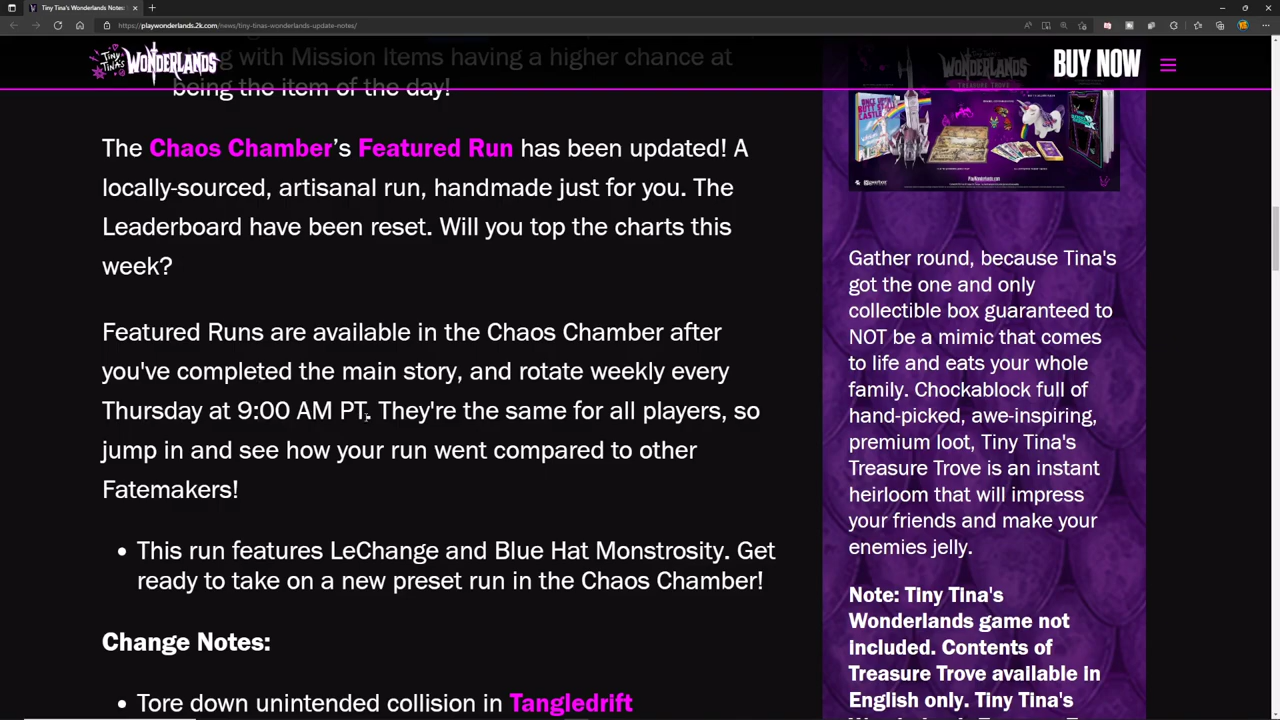 Tiny Tina's Wonderlands Notes:
https://playwonderlands.2k.com/news/tiny-tinas-wonderlands-update-notes/
TINY TINA'S WONDERLANDS
BUY NOW
with Mission Items having a higher chance at
being the item of the day!
The Chaos Chamber's Featured Run has been updated! A
locally-sourced, artisanal run, handmade just for you. The
Leaderboard have been reset. Will you top the charts this
week?
Featured Runs are available in the Chaos Chamber after
you've completed the main story, and rotate weekly every
Thursday at 9:00 AM PT. They're the same for all players, so
jump in and see how your run went compared to other
Fatemakers!
This run features LeChange and Blue Hat Monstrosity. Get
ready to take on a new preset run in the Chaos Chamber!
Change Notes:
Tore down unintended collision in Tangledrift
WONDERLANDS
TREASURE TROVE
PlayWonderlands.com
Gather round, because Tina's
got the one and only
collectible box guaranteed to
NOT be a mimic that comes
to life and eats your whole
family. Chockablock full of
hand-picked, awe-inspiring,
premium loot, Tiny Tina's
Treasure Trove is an instant
heirloom that will impress
your friends and make your
enemies jelly.
Note: Tiny Tina's
Wonderlands game not
included. Contents of
Treasure Trove available in
English only. Tiny Tina's